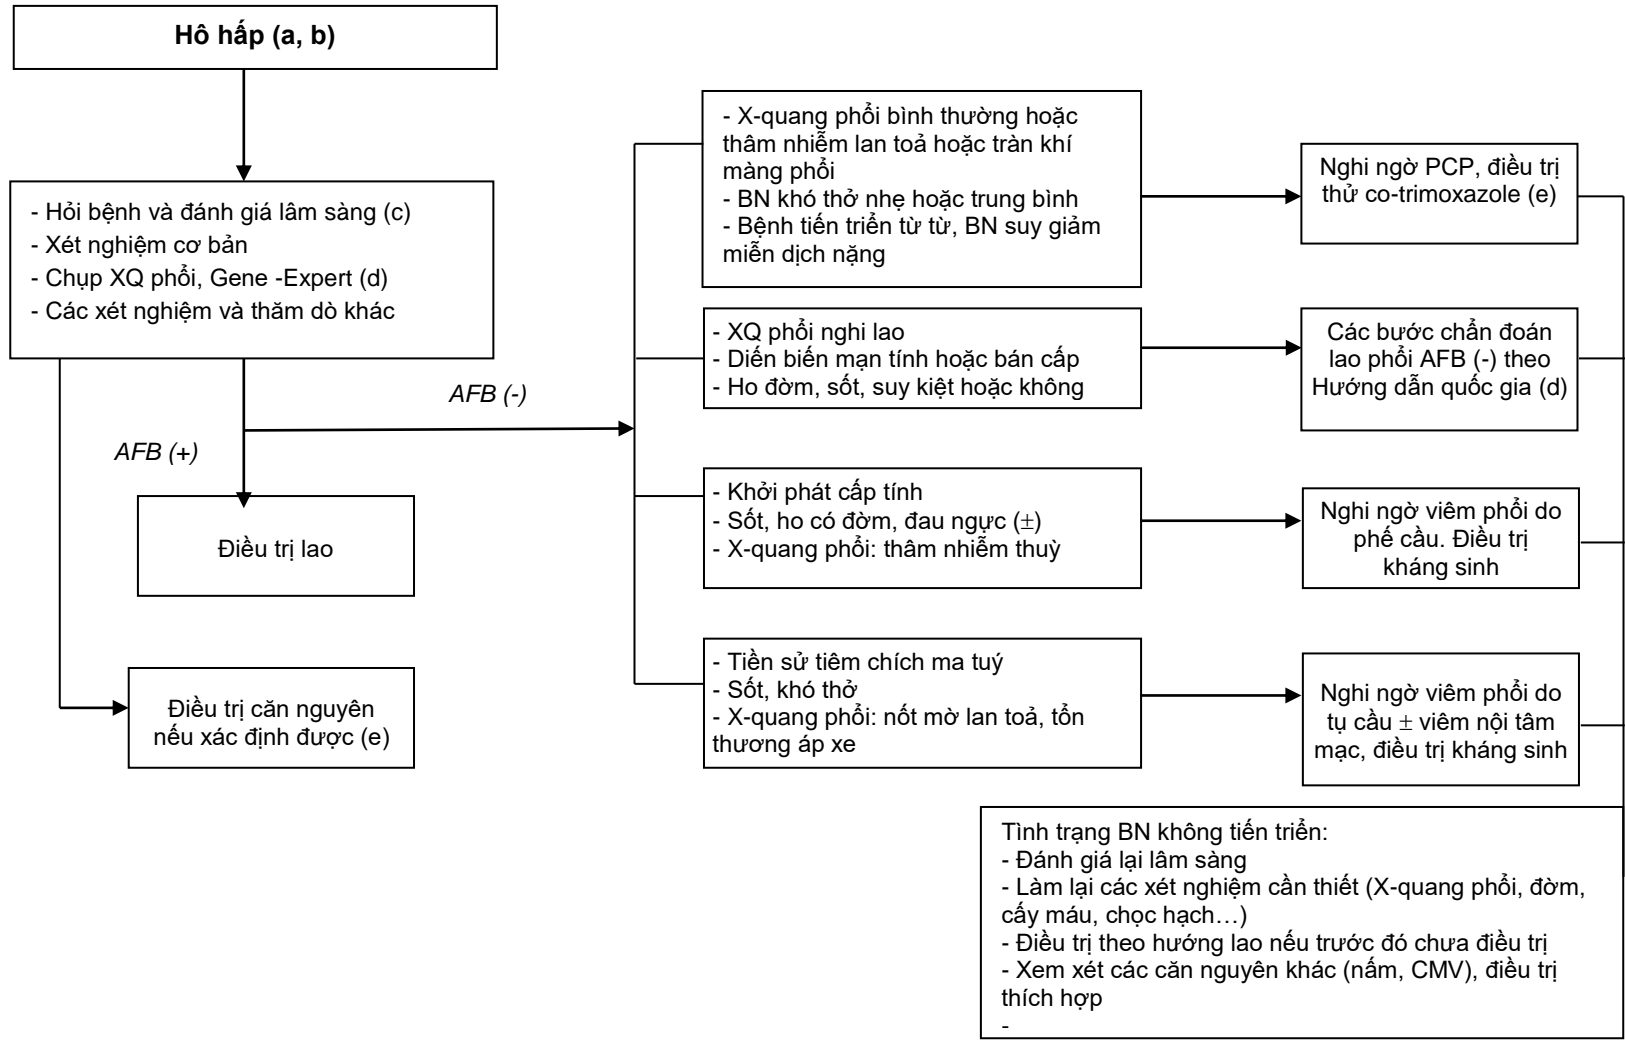 Hô hấp (a, b)
- Hỏi bệnh và đánh giá lâm sàng (c)
- Xét nghiệm cơ bản
- Chụp XQ phổi, Gene -Expert (d)
- Các xét nghiệm và thăm dò khác
AFB (-)
AFB (+)
Điều trị lao
Điều trị căn nguyên
nếu xác định được (e)
- X-quang phổi bình thường hoặc
thâm nhiễm lan toả hoặc tràn khí
màng phổi
- BN khó thở nhẹ hoặc trung bình
- Bệnh tiến triển từ từ, BN suy giảm
miễn dịch nặng
Nghi ngờ PCP, điều trị
thử co-trimoxazole (e)
- XQ phổi nghi lao
- Diến biến mạn tính hoặc bán cấp
- Ho đờm, sốt, suy kiệt hoặc không
Các bước chẩn đoán
lao phổi AFB (-) theo
Hướng dẫn quốc gia (d)
- Khởi phát cấp tính
- Sốt, ho có đờm, đau ngực (±)
- X-quang phổi: thâm nhiễm thuỳ
Nghi ngờ viêm phổi do
phế cầu. Điều trị
kháng sinh
- Tiền sử tiêm chích ma tuý
- Sốt, khó thở
- X-quang phổi: nốt mờ lan toả, tổn
thương áp xe
Nghi ngờ viêm phổi do
tụ cầu ± viêm nội tâm
mạc, điều trị kháng sinh
Tình trạng BN không tiến triển:
- Đánh giá lại lâm sàng
- Làm lại các xét nghiệm cần thiết (X-quang phổi, đờm,
cấy máu, chọc hạch…)
- Điều trị theo hướng lao nếu trước đó chưa điều trị
- Xem xét các căn nguyên khác (nấm, CMV), điều trị
thích hợp
-